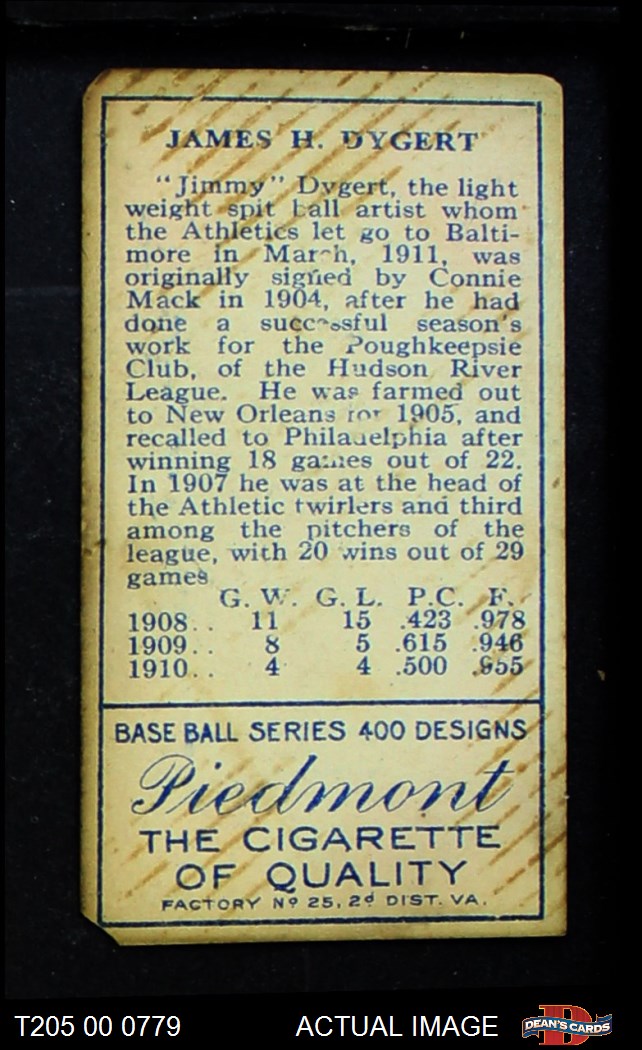 JAMES H. DYGERT
"Jimmy" Dygert, the light
weight spit ball artist whom
the Athletics let go to Balti-
more in March, 1911, was
originally signed by Connie
Mack in 1904, after he had
done a successful season's
work for the Poughkeepsie
Club, of the Hudson River
League. He was farmed out
to New Orleans for 1905, and
recalled to Philadelphia after
winning 18 games out of 22.
In 1907 he was at the head of
the Athletic twirlers and third
among the pitchers of the
league, with 20 wins out of 29
games
G. W. G. L. P.C. F.
1908.. 11 15 .423 .978
1909.. 8 5 .615 .946
1910.. 4 4 .500 .955
BASE BALL SERIES 400 DESIGNS
Piedmont
THE CIGARETTE
OF QUALITY
FACTORY Nº 25, 2d DIST. VA.
T205 00 0779 ACTUAL IMAGE
D
DEAN'S CARDS